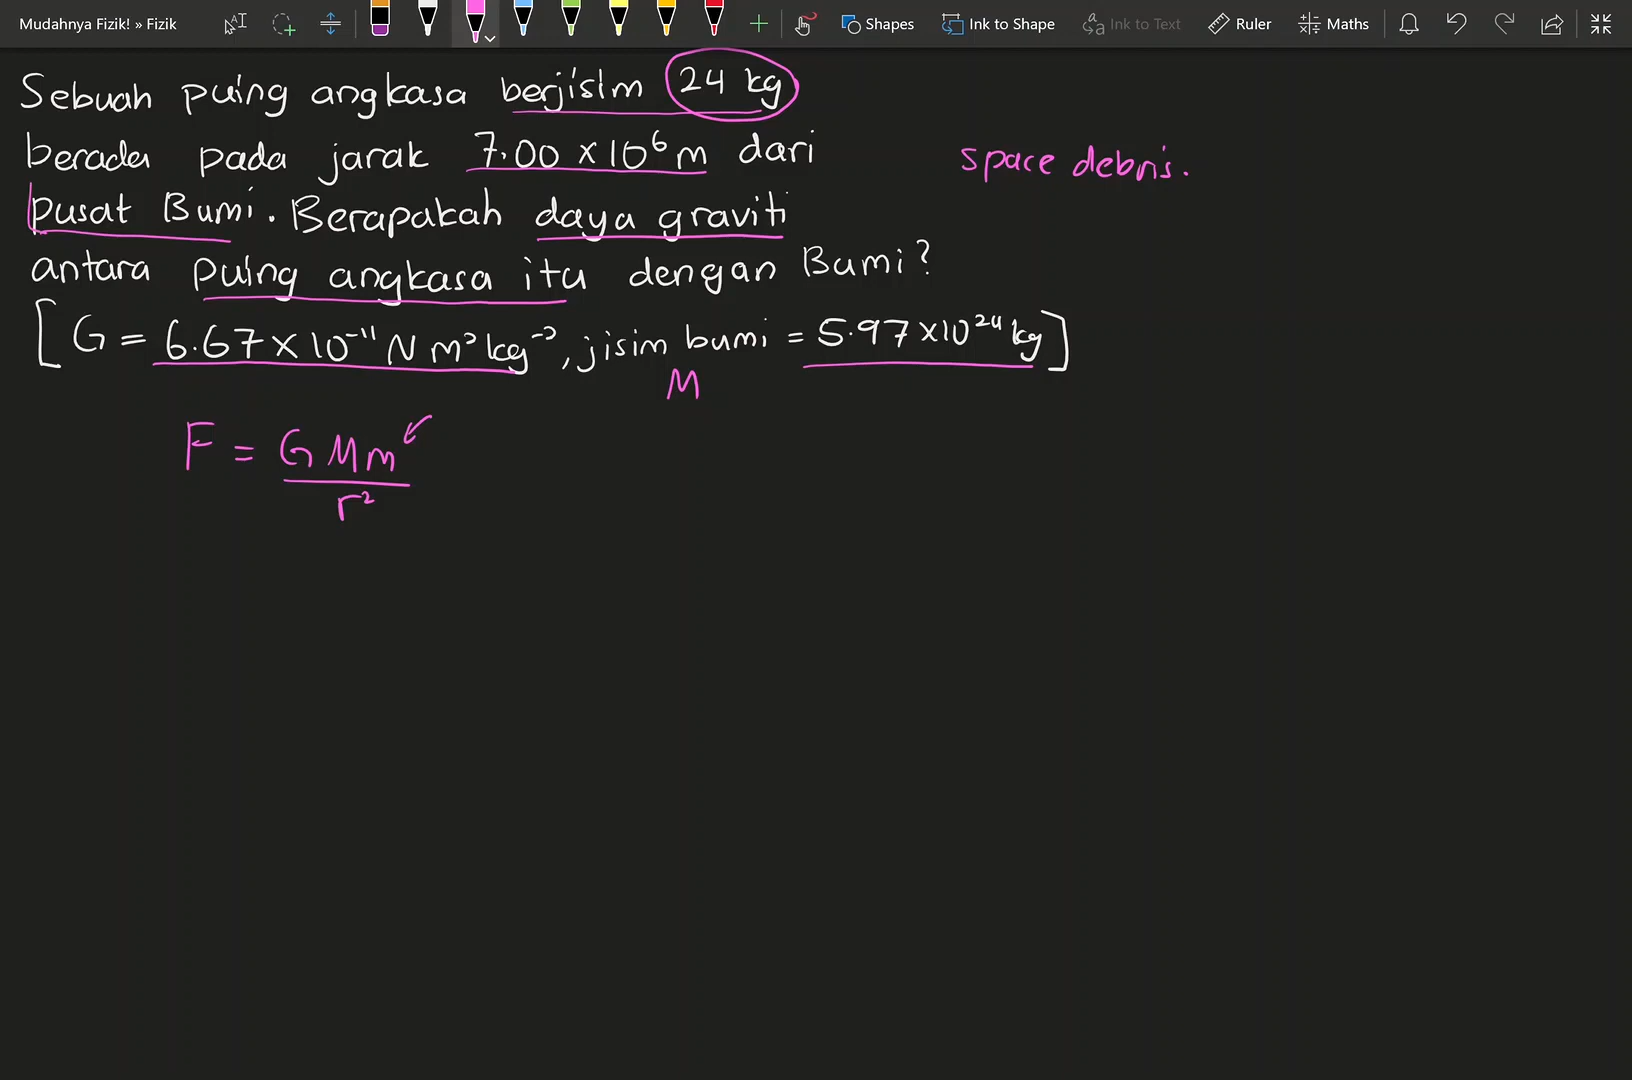 Mudahnya Fizik! » Fizik
Shapes
Ink to Shape
Ink to Text
Ruler
Maths
Sebuah puing angkasa berjisim 24 kg
berada pada jarak 7.00 × 10⁶ m dari
pusat Bumi. Berapakah daya graviti
antara puing angkasa itu dengan Bumi?
[G = 6.67 × 10⁻¹¹ N m² kg⁻², jisim bumi = 5.97 × 10²⁴ kg]
space debris.
M
F = GMm
r²